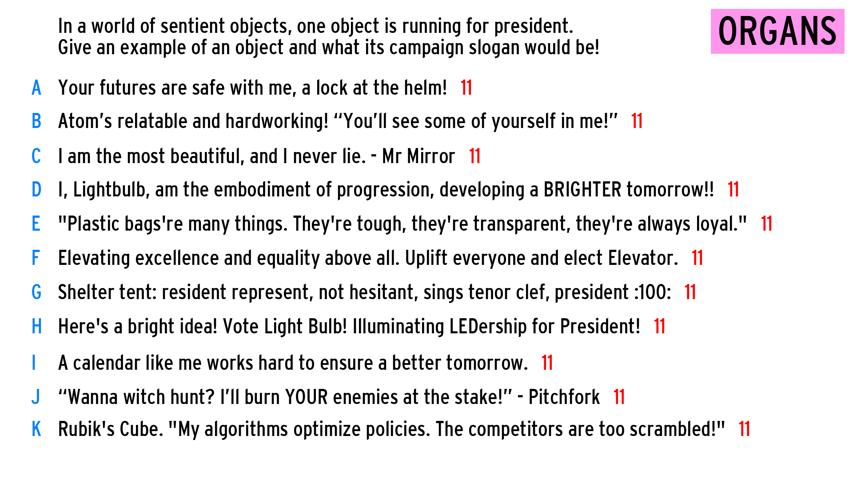 In a world of sentient objects, one object is running for president.
Give an example of an object and what its campaign slogan would be!
ORGANS
A Your futures are safe with me, a lock at the helm! 11
B Atom's relatable and hardworking! “You'll see some of yourself in me!” 11
C I am the most beautiful, and I never lie. - Mr Mirror 11
D I, Lightbulb, am the embodiment of progression, developing a BRIGHTER tomorrow!! 11
E "Plastic bags're many things. They're tough, they're transparent, they're always loyal." 11
F Elevating excellence and equality above all. Uplift everyone and elect Elevator. 11
G Shelter tent: resident represent, not hesitant, sings tenor clef, president :100: 11
H Here's a bright idea! Vote Light Bulb! Illuminating LEDership for President! 11
I A calendar like me works hard to ensure a better tomorrow. 11
J “Wanna witch hunt? I'll burn YOUR enemies at the stake!” - Pitchfork 11
K Rubik's Cube. "My algorithms optimize policies. The competitors are too scrambled!" 11